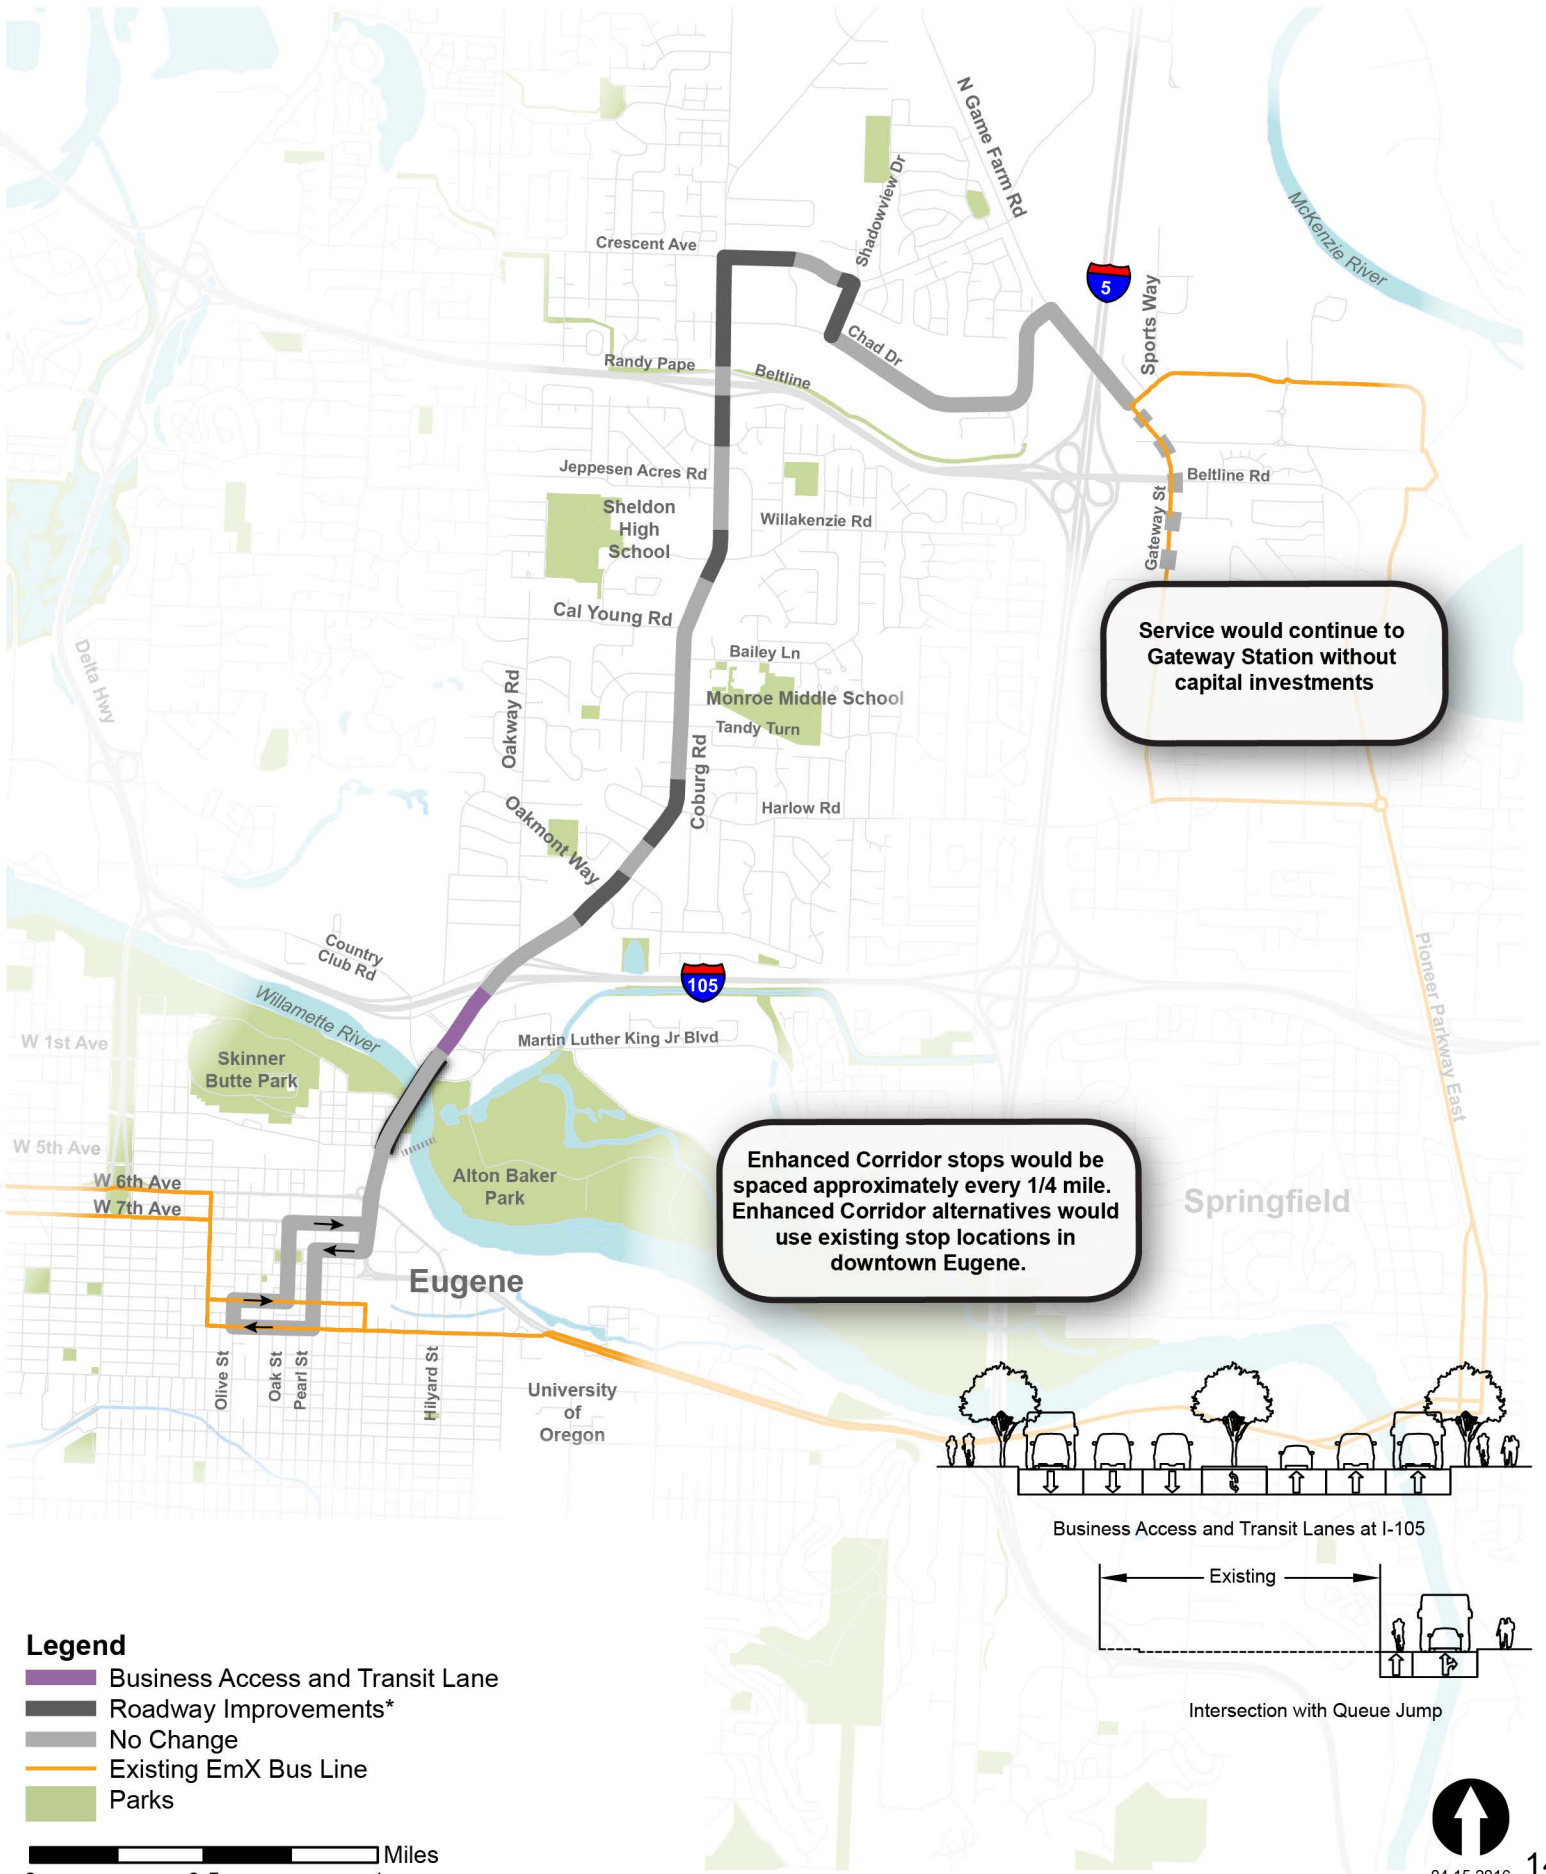 N Game Farm Rd
Shadowview Dr
McKenzie River
Crescent Ave
5
Sports Way
Chad Dr
Randy Pape
Beltline
Jeppesen Acres Rd
Beltline Rd
Gateway St
Sheldon
High
School
Willakenzie Rd
Cal Young Rd
Service would continue to
Gateway Station without
capital investments
Delta Hwy
Bailey Ln
Oakway Rd
Monroe Middle School
Tandy Turn
Coburg Rd
Harlow Rd
Oakmont Way
Country
Club Rd
Pioneer Parkway East
105
Willamette River
W 1st Ave
Martin Luther King Jr Blvd
Skinner
Butte Park
W 5th Ave
W 6th Ave
W 7th Ave
Alton Baker
Park
Enhanced Corridor stops would be
spaced approximately every 1/4 mile.
Enhanced Corridor alternatives would
use existing stop locations in
downtown Eugene.
Springfield
Eugene
Olive St
Oak St
Pearl St
Hilyard St
University
of
Oregon
Business Access and Transit Lanes at I-105
Existing
Intersection with Queue Jump
Legend
Business Access and Transit Lane
Roadway Improvements*
No Change
Existing EmX Bus Line
Parks
Miles